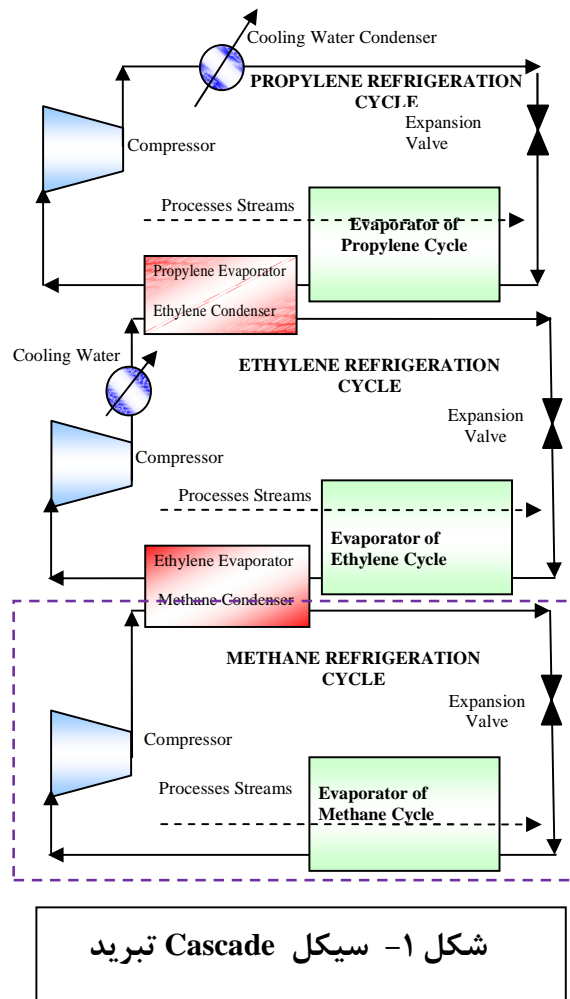 Cooling Water Condenser
PROPYLENE REFRIGERATION
CYCLE
Expansion
Valve
Compressor
Processes Streams
Evaporator of
Propylene Cycle
Propylene Evaporator
Ethylene Condenser
Cooling Water
ETHYLENE REFRIGERATION
CYCLE
Expansion
Valve
Compressor
Processes Streams
Evaporator of
Ethylene Cycle
Ethylene Evaporator
Methane Condenser
METHANE REFRIGERATION
CYCLE
Expansion
Valve
Compressor
Processes Streams
Evaporator of
Methane Cycle
شکل ۱- سیکل Cascade تبرید